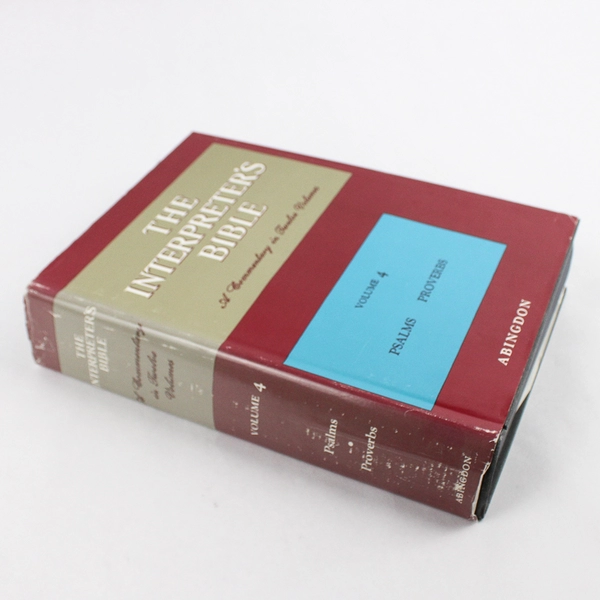 THE
INTERPRETER'S
BIBLE
A Commentary in Twelve Volumes
VOLUME 4
PSALMS PROVERBS
ABINGDON
THE
INTERPRETER'S
BIBLE
A Commentary
in Twelve
Volumes
VOLUME 4
Psalms
Proverbs
ABINGDON